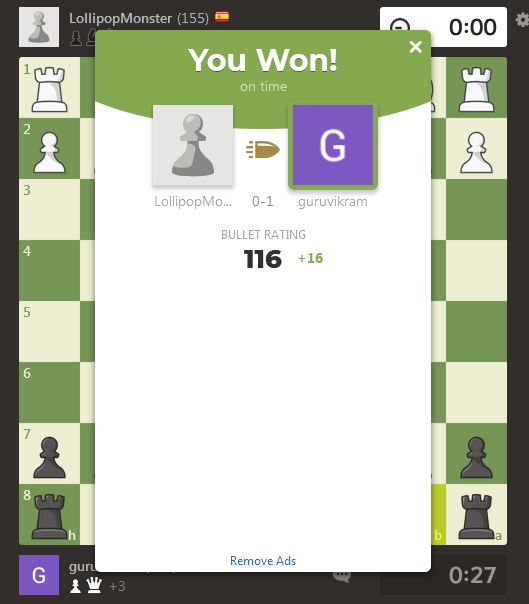 LollipopMonster (155)
0:00
You Won!
on time
G
LollipopMo... 0-1 guruvikram
BULLET RATING
116 +16
1
2
3
4
5
6
7
8 h b a
Remove Ads
G
+3
0:27